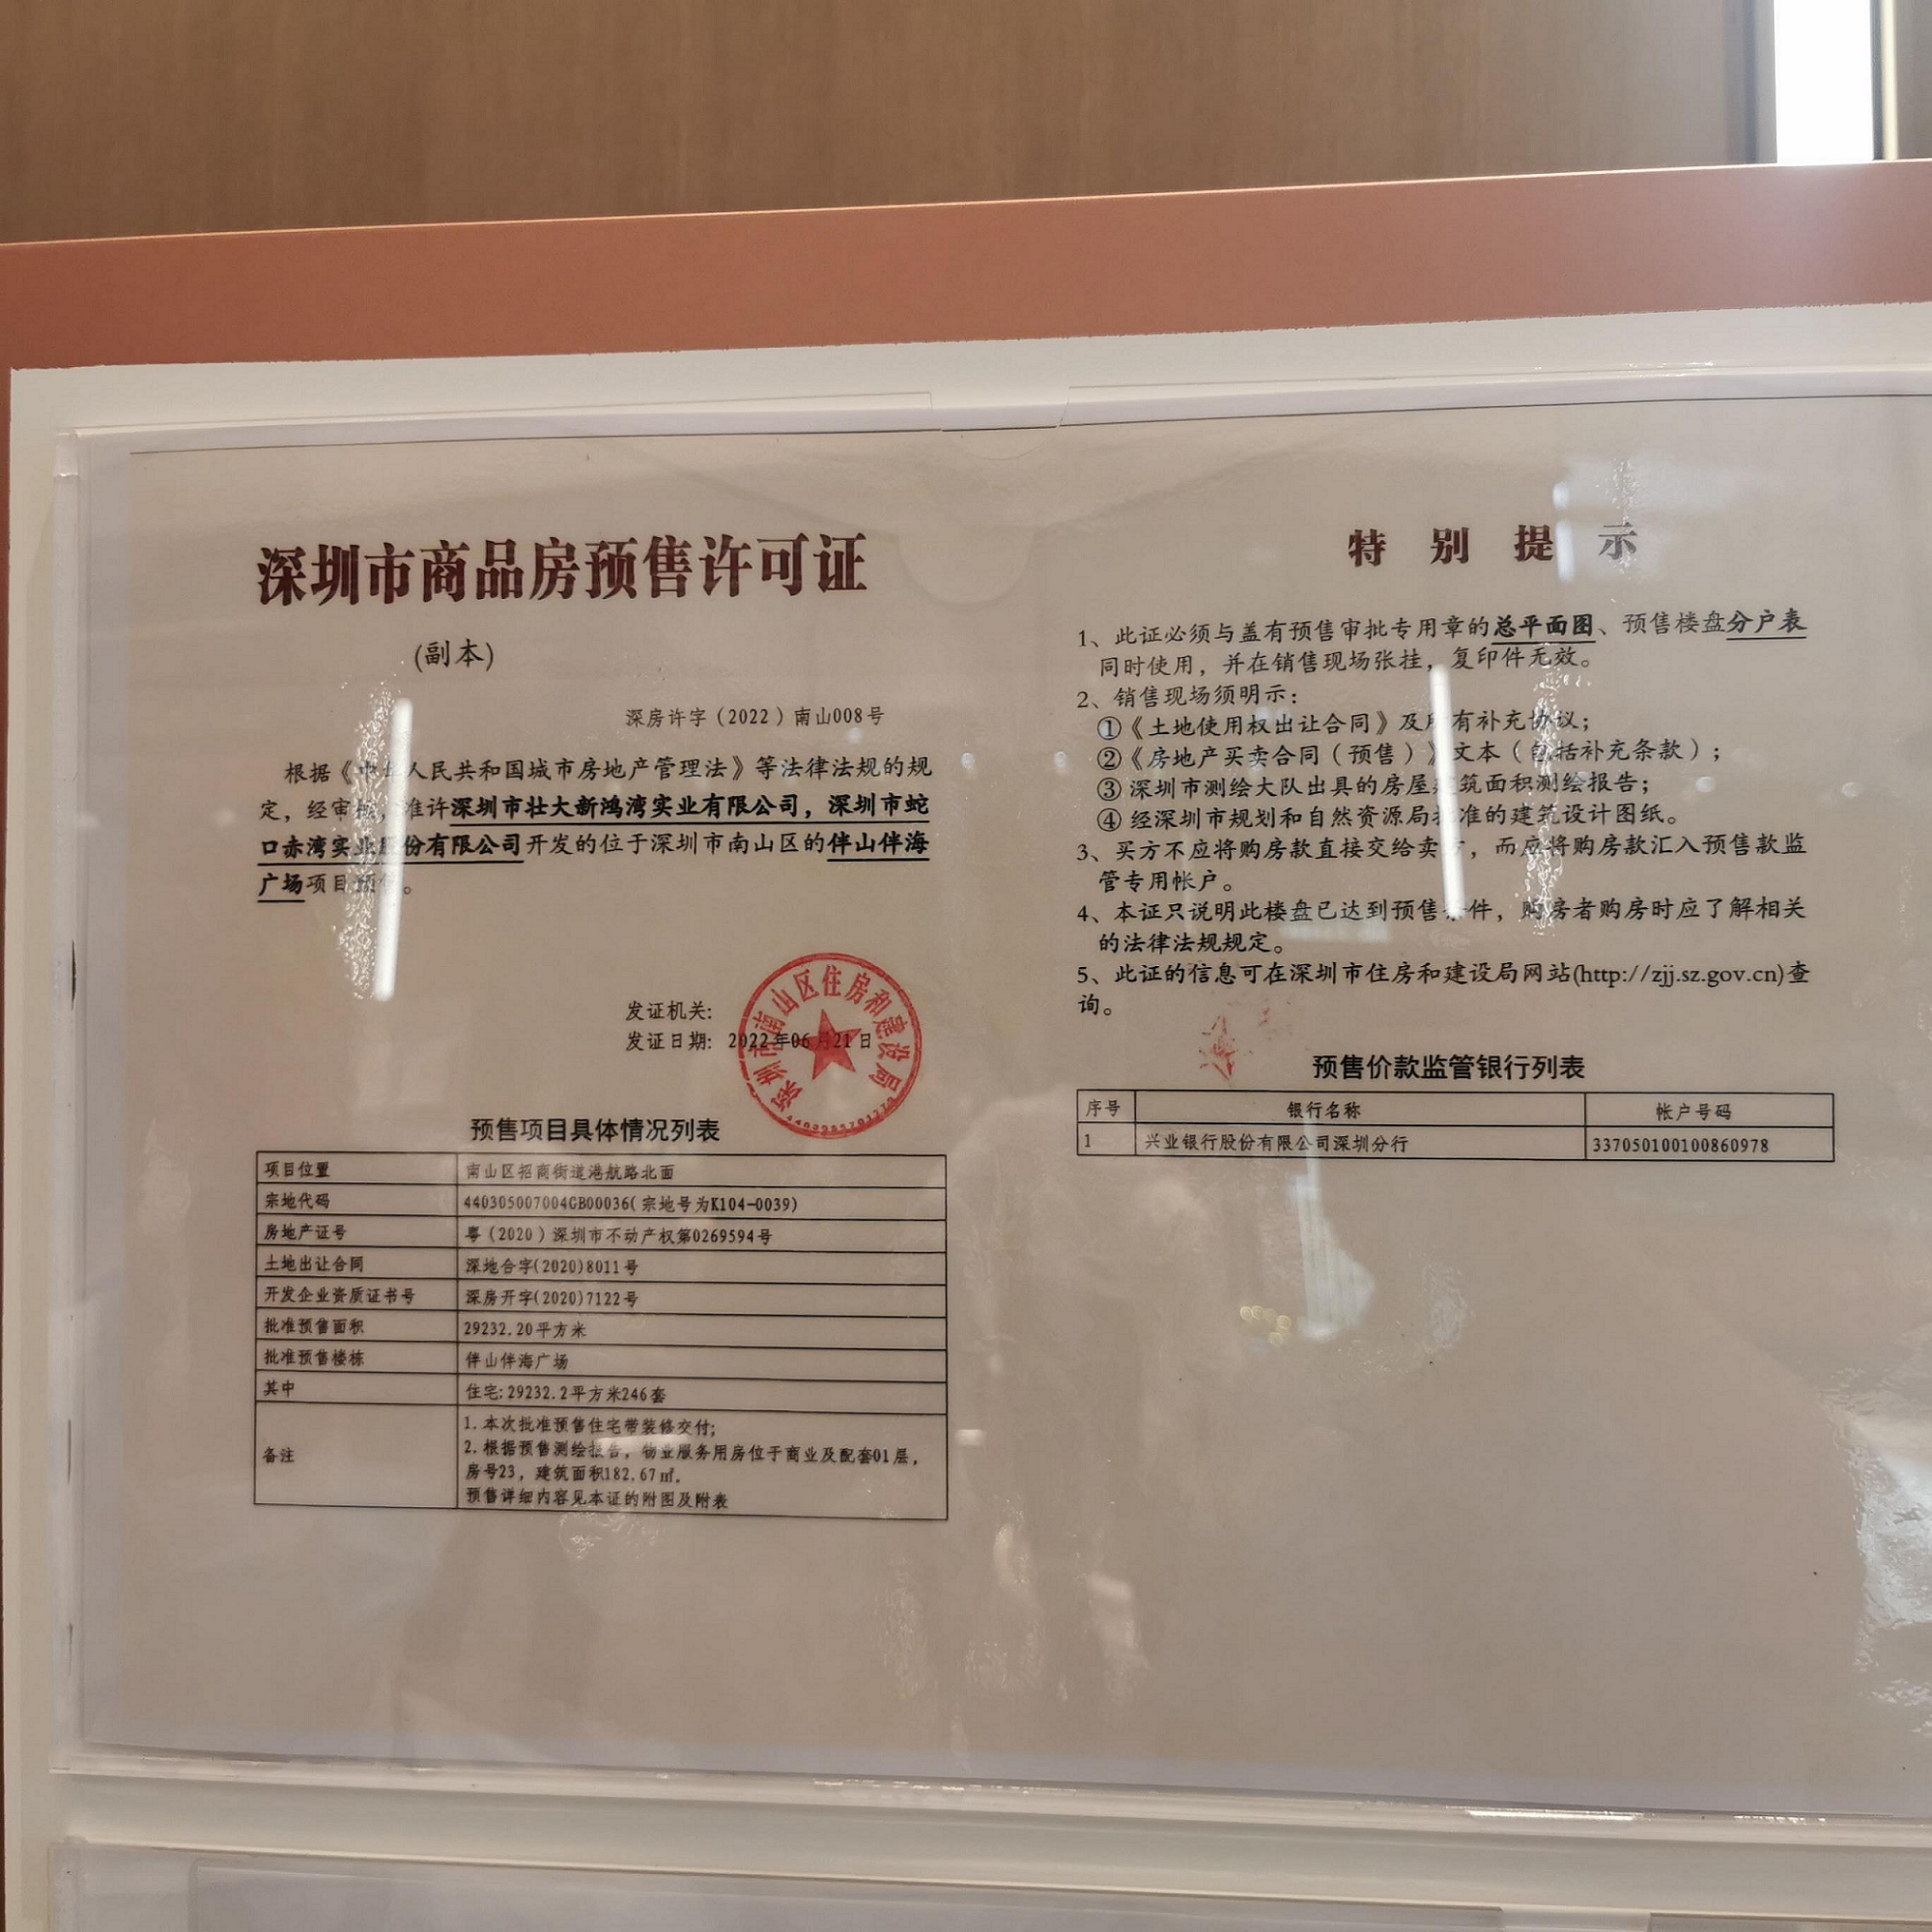 深圳市商品房预售许可证
(副本)
深房许字（2022）南山008号
根据《中华人民共和国城市房地产管理法》等法律法规的规
定，经审核，准许深圳市壮大新鸿湾实业有限公司，深圳市蛇
口赤湾实业股份有限公司开发的位于深圳市南山区的伴山伴海
广场项目预售。
发证机关:
发证日期: 2022年06月21日
深圳市南山区住房和建设局
预售项目具体情况列表
项目位置 南山区招商街道港航路北面
宗地代码 440305007004GB00036(宗地号为K104-0039)
房地产证号 粤（2020）深圳市不动产权第0269594号
土地出让合同 深地合字(2020)8011号
开发企业资质证书号 深房开字(2020)7122号
批准预售面积 29232.20平方米
批准预售楼栋 伴山伴海广场
其中 住宅:29232.2平方米246套
备注 1.本次批准预售住宅带装修交付;
2.根据预售测绘报告，物业服务用房位于商业及配套01层，
房号23，建筑面积182.67㎡。
预售详细内容见本证的附图及附表
特别提示
1、此证必须与盖有预售审批专用章的总平面图、预售楼盘分户表
同时使用，并在销售现场张挂，复印件无效。
2、销售现场须明示：
①《土地使用权出让合同》及所有补充协议；
②《房地产买卖合同（预售）》文本（包括补充条款）；
③深圳市测绘大队出具的房屋建筑面积测绘报告；
④经深圳市规划和自然资源局批准的建筑设计图纸。
3、买方不应将购房款直接交给卖方，而应将购房款汇入预售款监
管专用帐户。
4、本证只说明此楼盘已达到预售条件，购房者购房时应了解相关
的法律法规规定。
5、此证的信息可在深圳市住房和建设局网站(http://zjj.sz.gov.cn)查
询。
预售价款监管银行列表
序号 银行名称 帐户号码
1 兴业银行股份有限公司深圳分行 337050100100860978